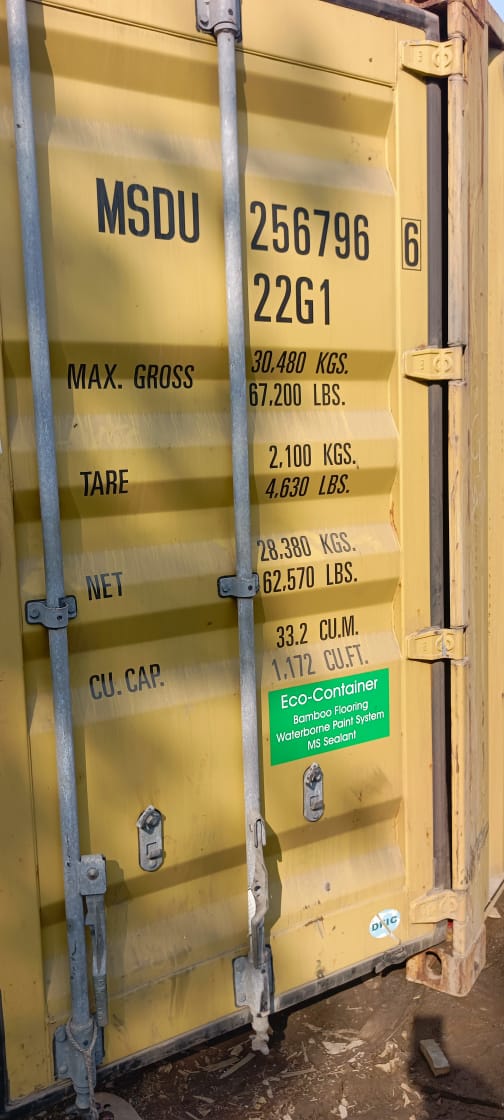 MSDU 256796 6
22G1
MAX. GROSS 30,480 KGS.
67,200 LBS.
TARE 2,100 KGS.
4,630 LBS.
NET 28,380 KGS.
62,570 LBS.
33.2 CU.M.
CU. CAP. 1,172 CU.FT.
Eco-Container
Bamboo Flooring
Waterborne Paint System
MS Sealant
DFIC